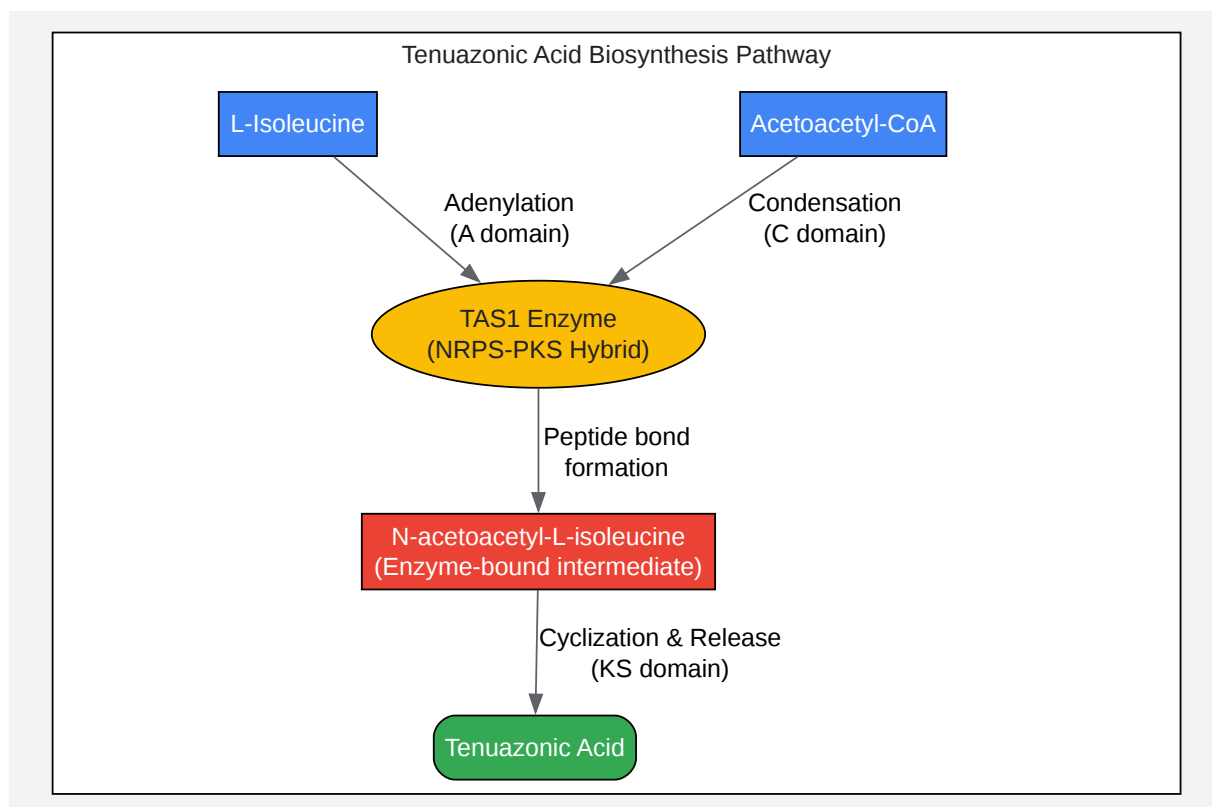 Tenuazonic Acid Biosynthesis Pathway
L-Isoleucine
Acetoacetyl-CoA
Adenylation
(A domain)
Condensation
(C domain)
TAS1 Enzyme
(NRPS-PKS Hybrid)
Peptide bond
formation
N-acetoacetyl-L-isoleucine
(Enzyme-bound intermediate)
Cyclization & Release
(KS domain)
Tenuazonic Acid